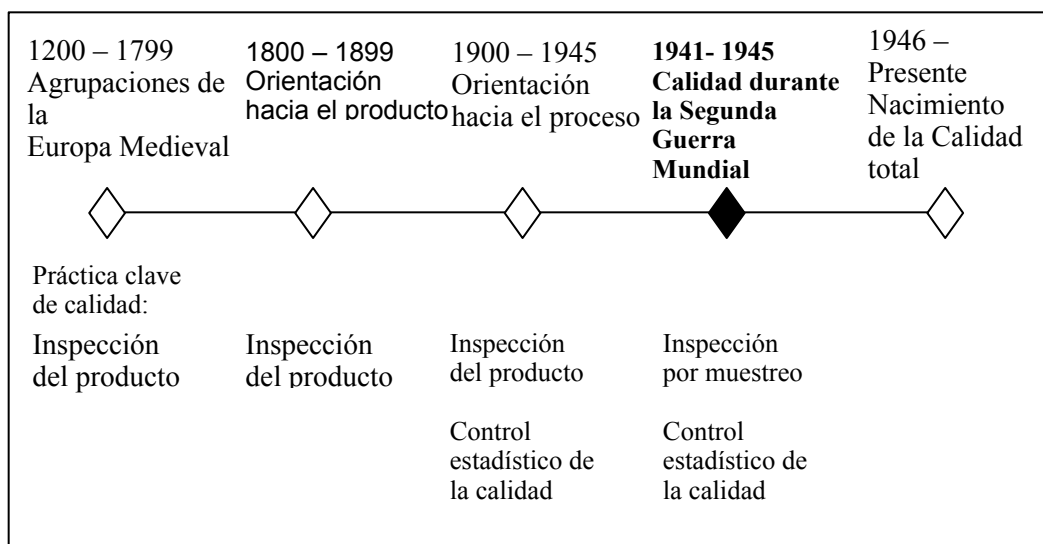 1200 – 1799
Agrupaciones de
la
Europa Medieval
1800 – 1899
Orientación
hacia el producto
1900 – 1945
Orientación
hacia el proceso
1941- 1945
Calidad durante
la Segunda
Guerra
Mundial
1946 –
Presente
Nacimiento
de la Calidad
total
Práctica clave
de calidad:
Inspección
del producto
Inspección
del producto
Inspección
del producto
Control
estadístico de
la calidad
Inspección
por muestreo
Control
estadístico de
la calidad